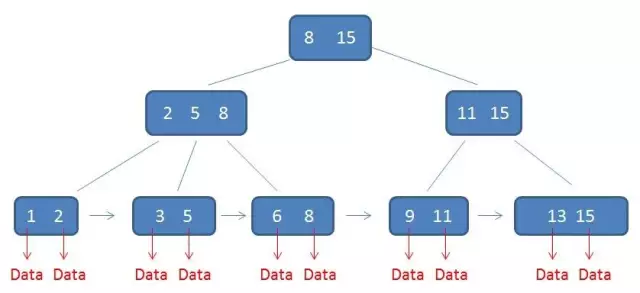 8 15
2 5 8
11 15
1 2
3 5
6 8
9 11
13 15
Data Data
Data Data
Data Data
Data Data
Data Data